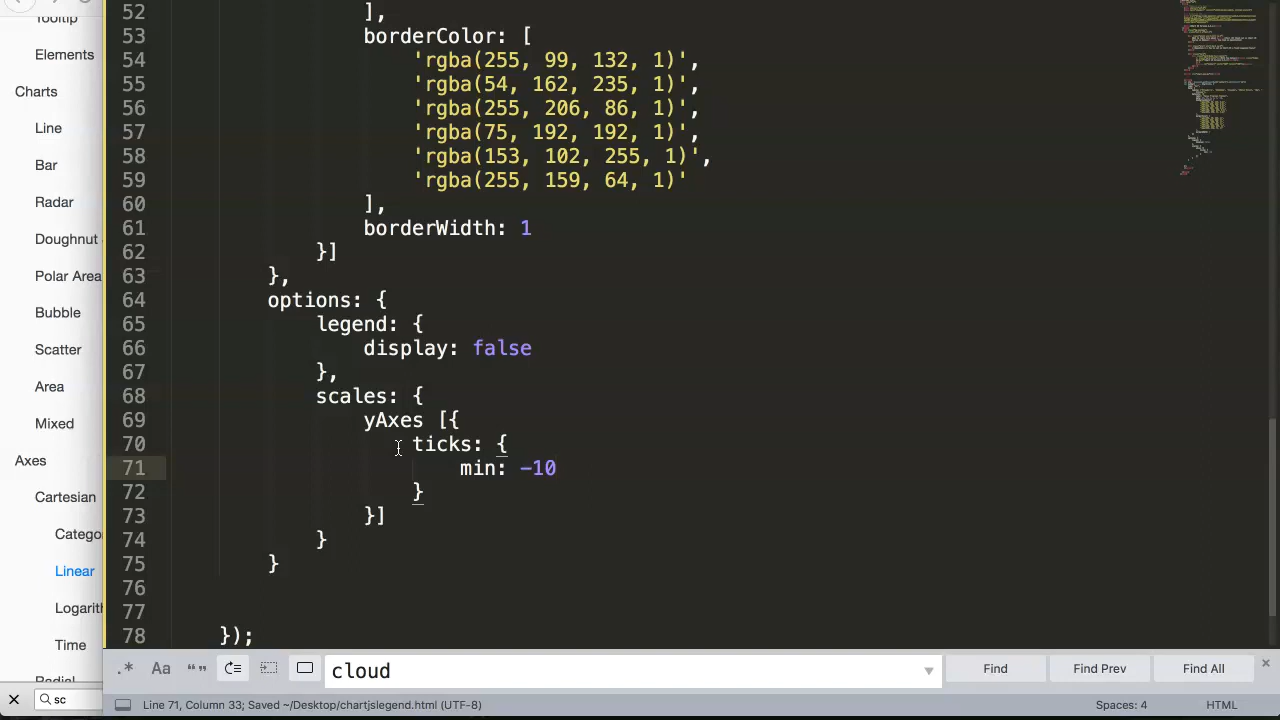 Tooltip
Elements
Charts
Line
Bar
Radar
Doughnut
Polar Area
Bubble
Scatter
Area
Mixed
Axes
Cartesian
Catego
Linear
Logarith
Time
Radial
sc
52 ],
53 borderColor: [
54 'rgba(255, 99, 132, 1)',
55 'rgba(54, 162, 235, 1)',
56 'rgba(255, 206, 86, 1)',
57 'rgba(75, 192, 192, 1)',
58 'rgba(153, 102, 255, 1)',
59 'rgba(255, 159, 64, 1)'
60 ],
61 borderWidth: 1
62 }]
63 },
64 options: {
65 legend: {
66 display: false
67 },
68 scales: {
69 yAxes [{
70 ticks: {
71 min: -10
72 }
73 }]
74 }
75 }
76
77
78 });
.* Aa “” cloud Find Find Prev Find All
Line 71, Column 33; Saved ~/Desktop/chartjslegend.html (UTF-8) Spaces: 4 HTML